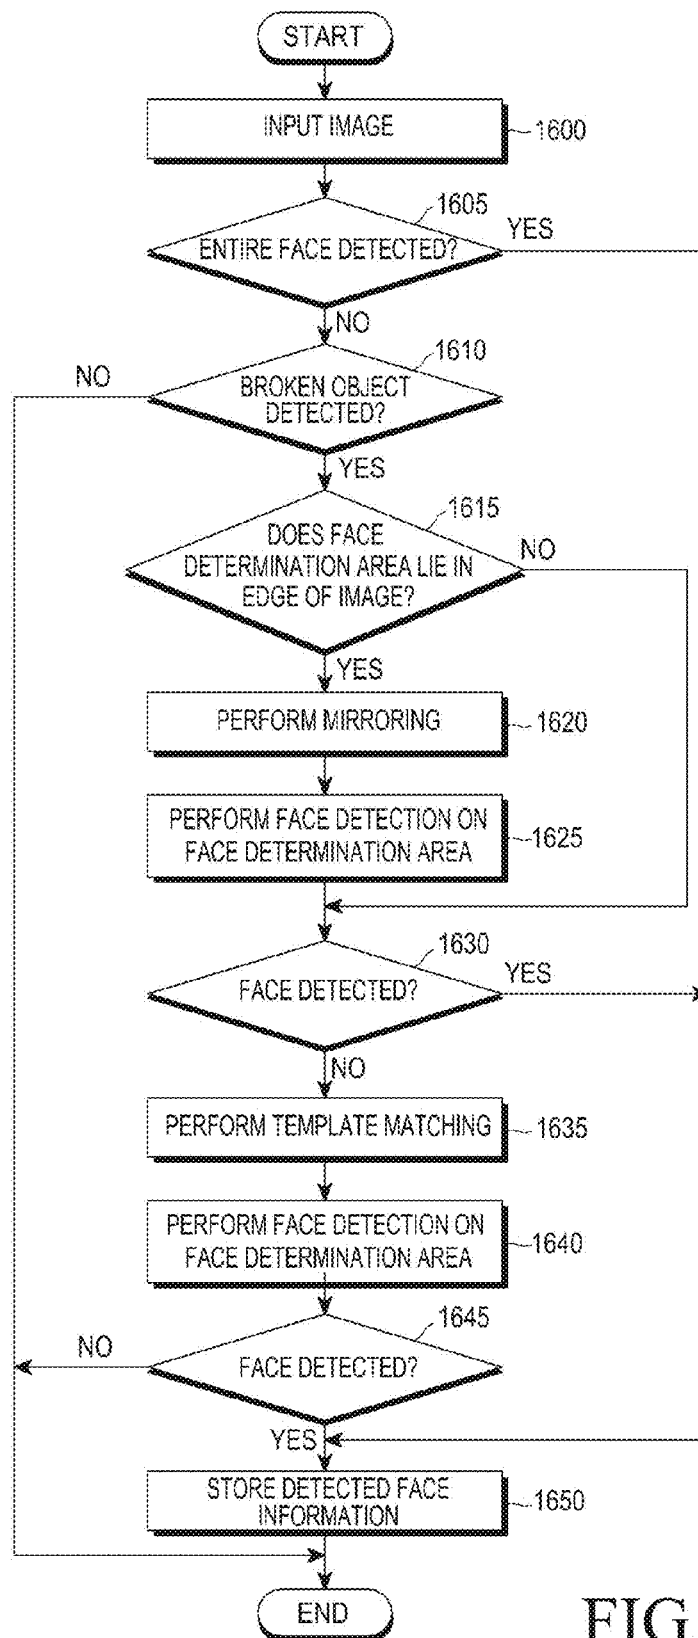 START
INPUT IMAGE
1600
1605
ENTIRE FACE DETECTED?
YES
NO
1610
NO
BROKEN OBJECT
DETECTED?
YES
1615
DOES FACE
DETERMINATION AREA LIE IN
EDGE OF IMAGE?
NO
YES
PERFORM MIRRORING
1620
PERFORM FACE DETECTION ON
FACE DETERMINATION AREA
1625
1630
FACE DETECTED?
YES
NO
PERFORM TEMPLATE MATCHING
1635
PERFORM FACE DETECTION ON
FACE DETERMINATION AREA
1640
1645
NO
FACE DETECTED?
YES
STORE DETECTED FACE
INFORMATION
1650
END
FIG